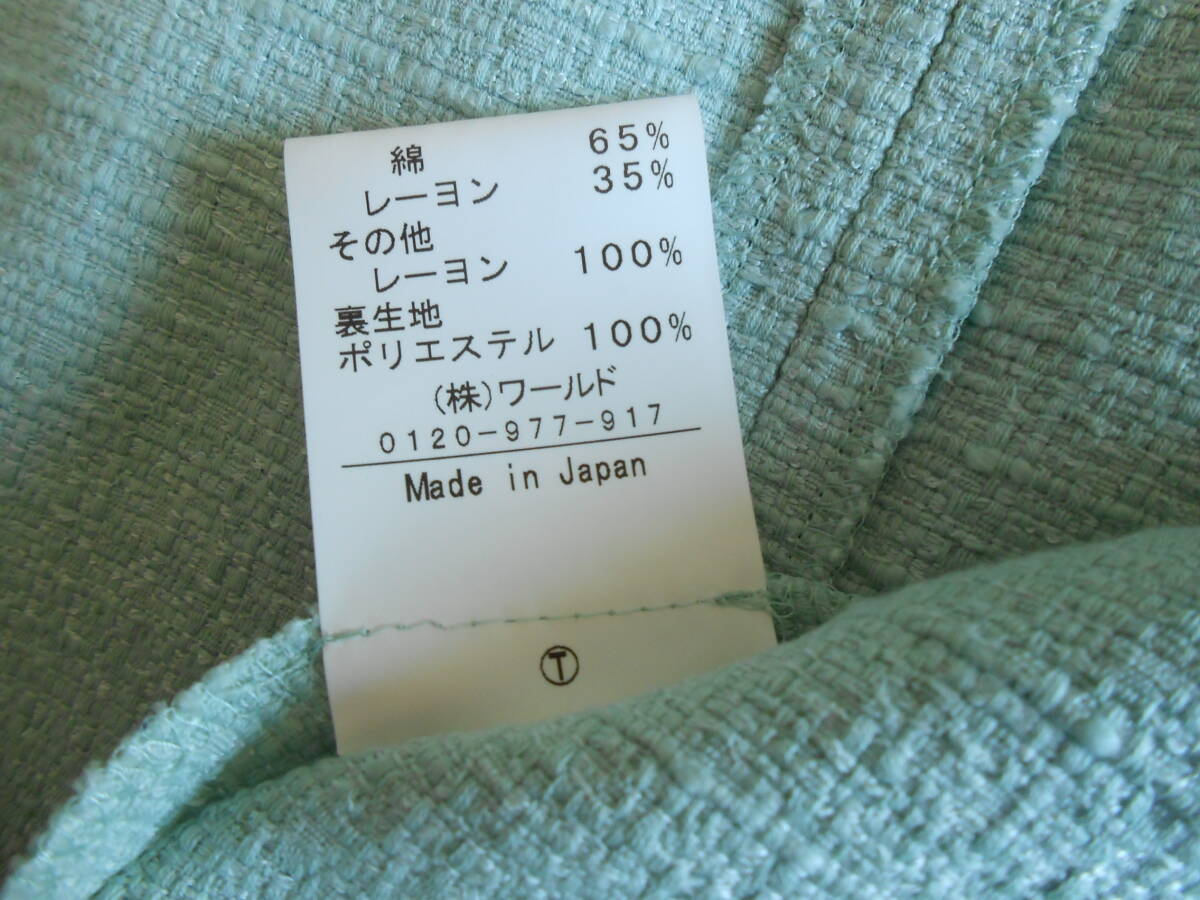 綿 65%
レーヨン 35%
その他
レーヨン 100%
裏生地
ポリエステル 100%
(株)ワールド
0120-977-917
Made in Japan
Ⓣ